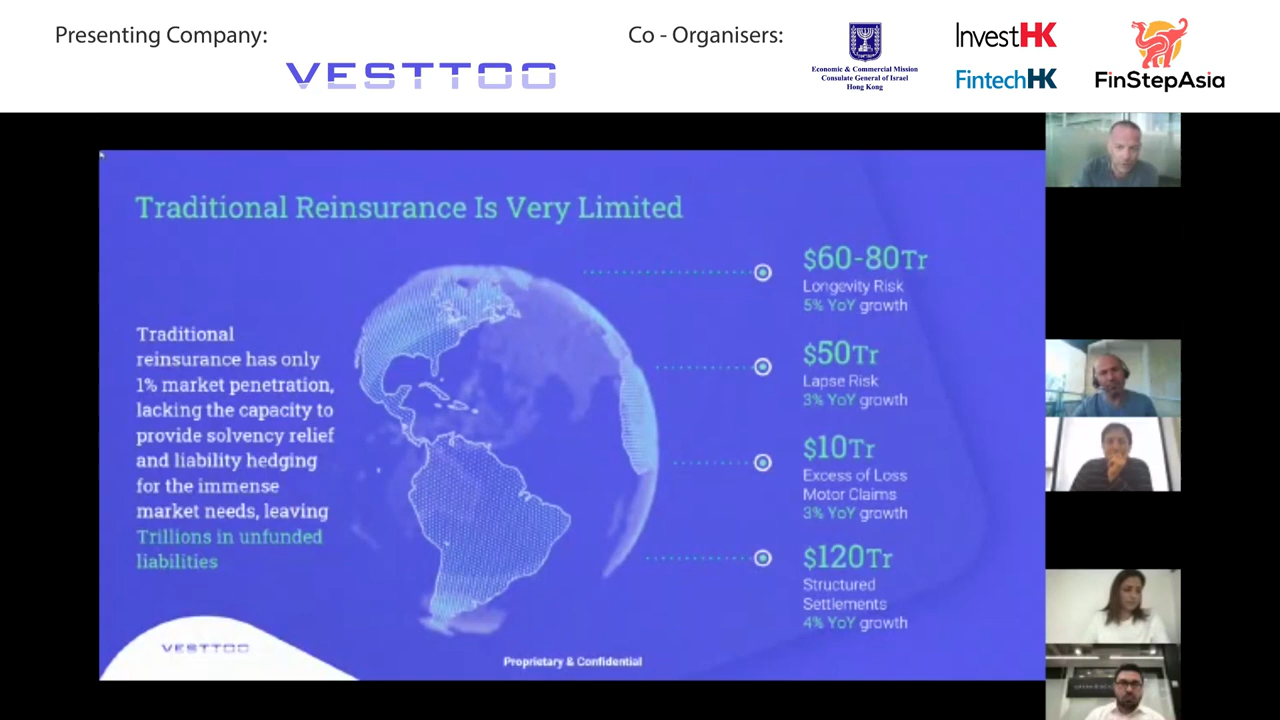 Presenting Company:
VESTTOO
Co - Organisers:
Economic & Commercial Mission
Consulate General of Israel
Hong Kong
InvestHK
FintechHK
FinStepAsia
Traditional Reinsurance Is Very Limited
Traditional
reinsurance has only
1% market penetration,
lacking the capacity to
provide solvency relief
and liability hedging
for the immense
market needs, leaving
Trillions in unfunded
liabilities
$60-80Tr
Longevity Risk
5% YoY growth
$50Tr
Lapse Risk
3% YoY growth
$10Tr
Excess of Loss
Motor Claims
3% YoY growth
$120Tr
Structured
Settlements
4% YoY growth
VESTTOO
Proprietary & Confidential